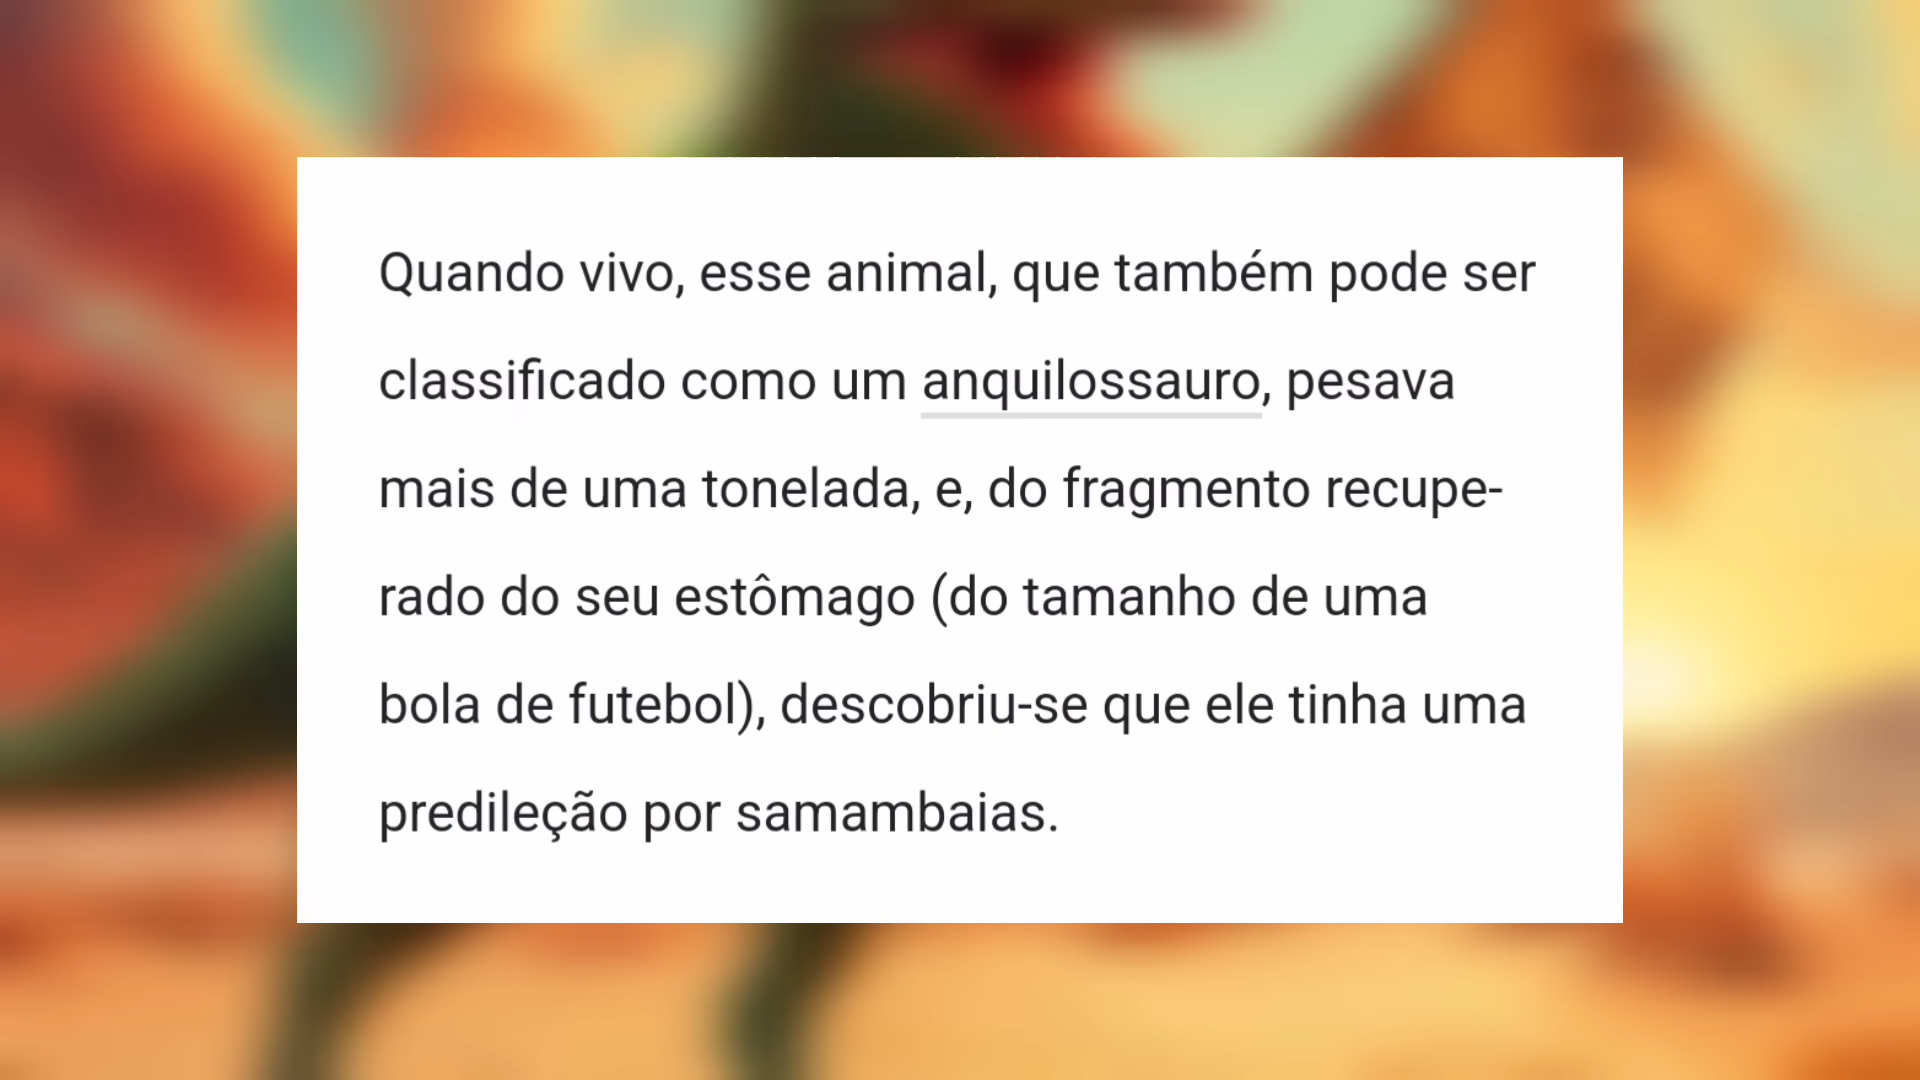 Quando vivo, esse animal, que também pode ser
classificado como um anquilossauro, pesava
mais de uma tonelada, e, do fragmento recupe-
rado do seu estômago (do tamanho de uma
bola de futebol), descobriu-se que ele tinha uma
predileção por samambaias.